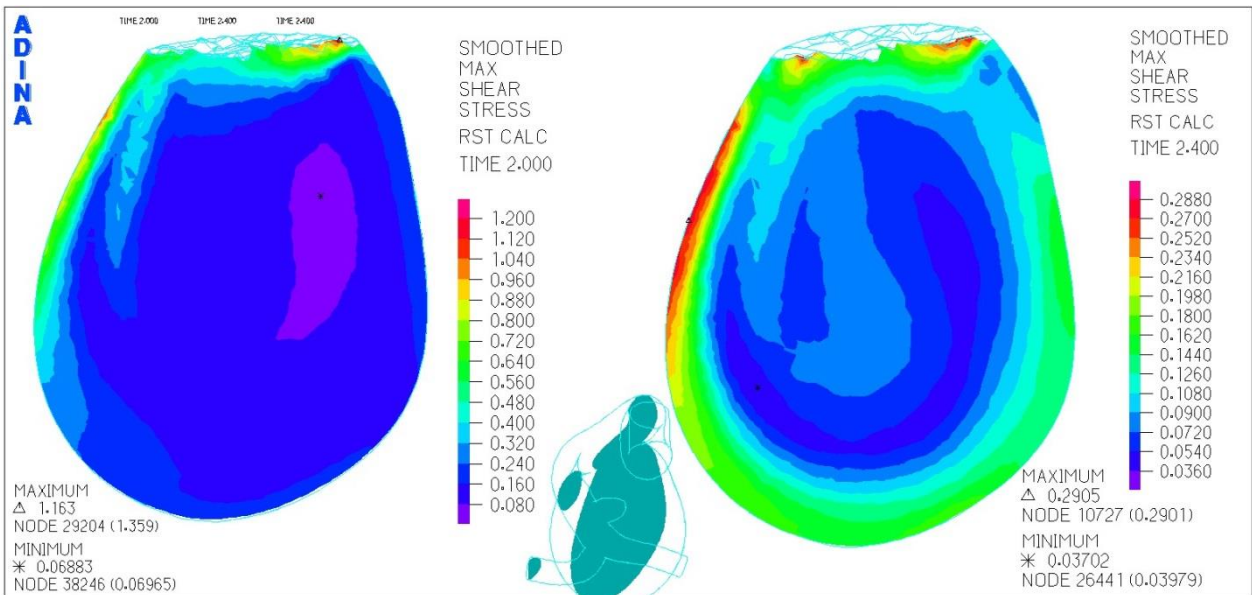 ADINA
TIME 2.000 TIME 2.400 TIME 2.400
SMOOTHED
MAX
SHEAR
STRESS
RST CALC
TIME 2.000
1.200
1.120
1.040
0.960
0.880
0.800
0.720
0.640
0.560
0.480
0.400
0.320
0.240
0.160
0.080
MAXIMUM
△ 1.163
NODE 29204 (1.359)
MINIMUM
✳ 0.06883
NODE 38246 (0.06965)
SMOOTHED
MAX
SHEAR
STRESS
RST CALC
TIME 2.400
0.2880
0.2700
0.2520
0.2340
0.2160
0.1980
0.1800
0.1620
0.1440
0.1260
0.1080
0.0900
0.0720
0.0540
0.0360
MAXIMUM
△ 0.2905
NODE 10727 (0.2901)
MINIMUM
✳ 0.03702
NODE 26441 (0.03979)